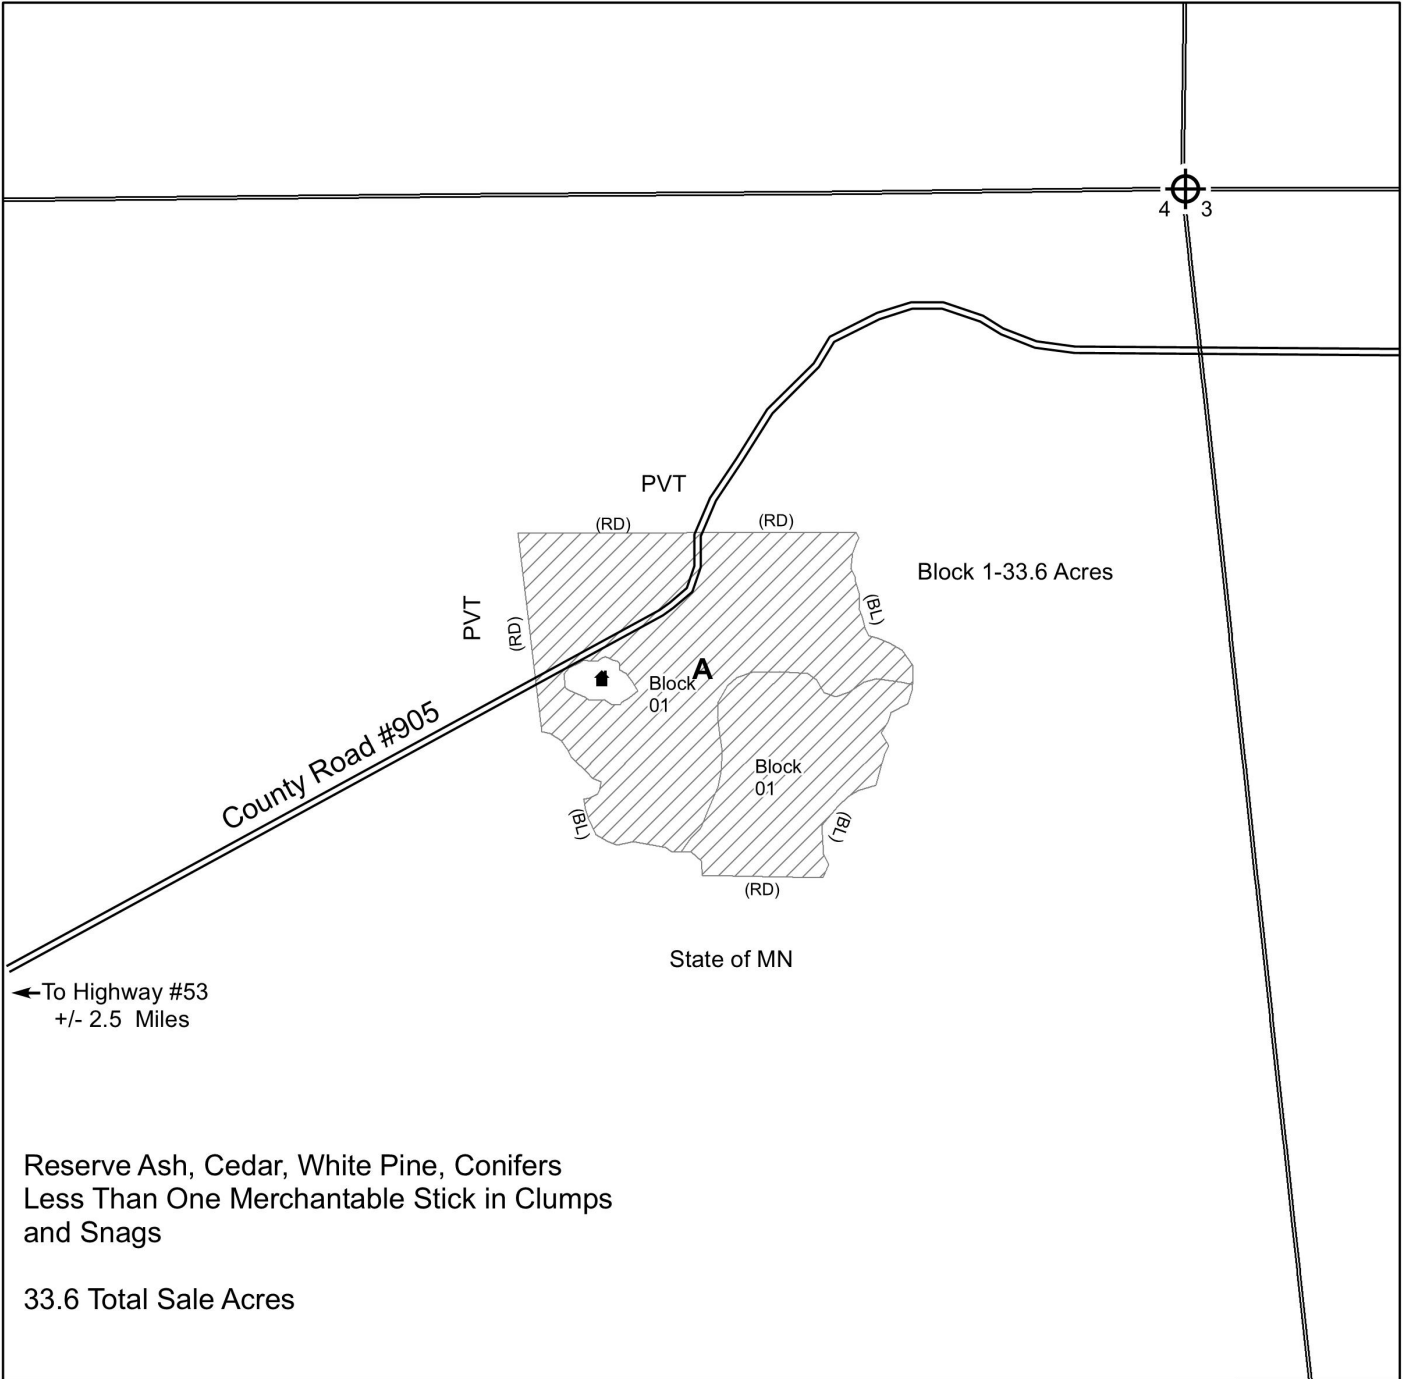 4
3
PVT
(RD)
(RD)
Block 1-33.6 Acres
PVT
(RD)
(BL)
A
Block
01
County Road #905
Block
01
(BL)
(BL)
(RD)
State of MN
To Highway #53
+/- 2.5 Miles
Reserve Ash, Cedar, White Pine, Conifers
Less Than One Merchantable Stick in Clumps
and Snags
33.6 Total Sale Acres